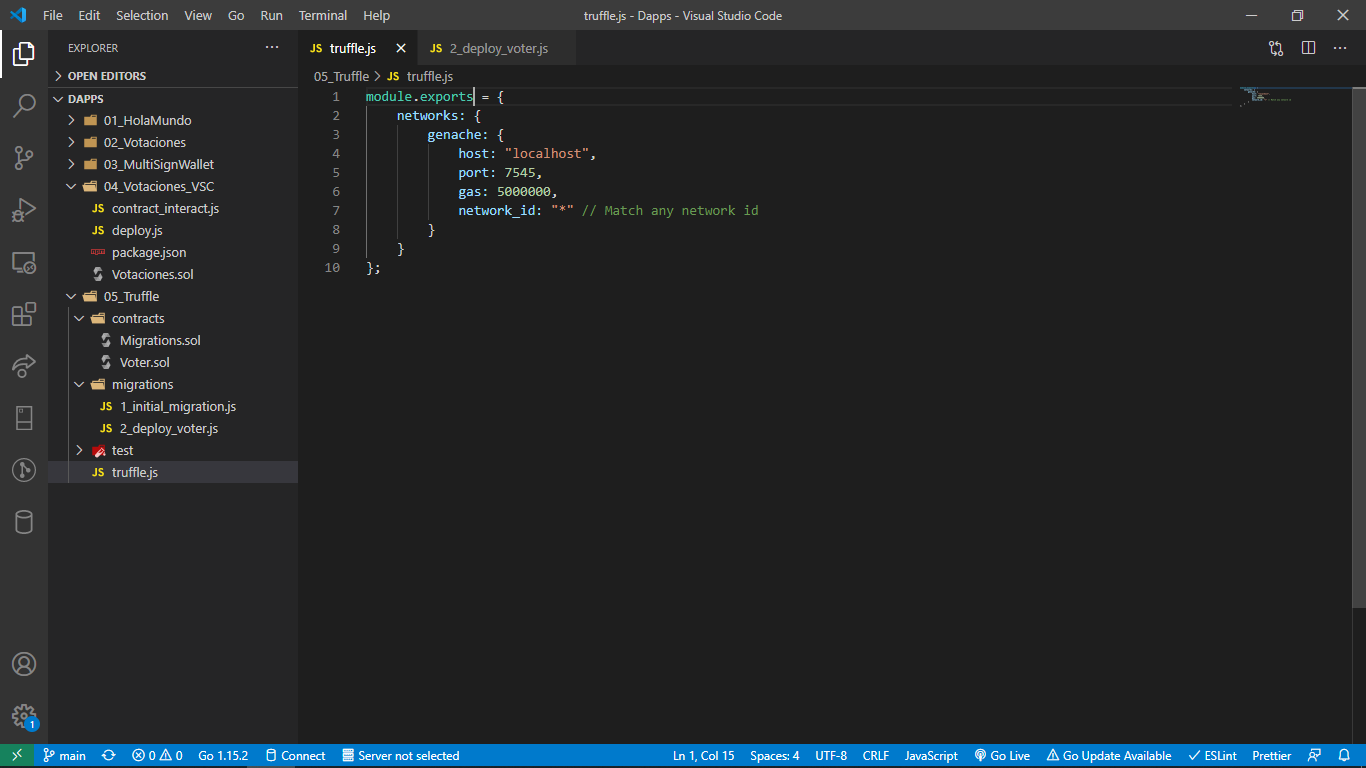 File Edit Selection View Go Run Terminal Help truffle.js - Dapps - Visual Studio Code
EXPLORER
OPEN EDITORS
DAPPS
01_HolaMundo
02_Votaciones
03_MultiSignWallet
04_Votaciones_VSC
JS contract_interact.js
JS deploy.js
package.json
Votaciones.sol
05_Truffle
contracts
Migrations.sol
Voter.sol
migrations
JS 1_initial_migration.js
JS 2_deploy_voter.js
test
JS truffle.js
1
JS truffle.js JS 2_deploy_voter.js
05_Truffle > JS truffle.js
1 module.exports = {
2 networks: {
3 genache: {
4 host: "localhost",
5 port: 7545,
6 gas: 5000000,
7 network_id: "*" // Match any network id
8 }
9 }
10 };
main 0 0 Go 1.15.2 Connect Server not selected Ln 1, Col 15 Spaces: 4 UTF-8 CRLF JavaScript Go Live Go Update Available ESLint Prettier